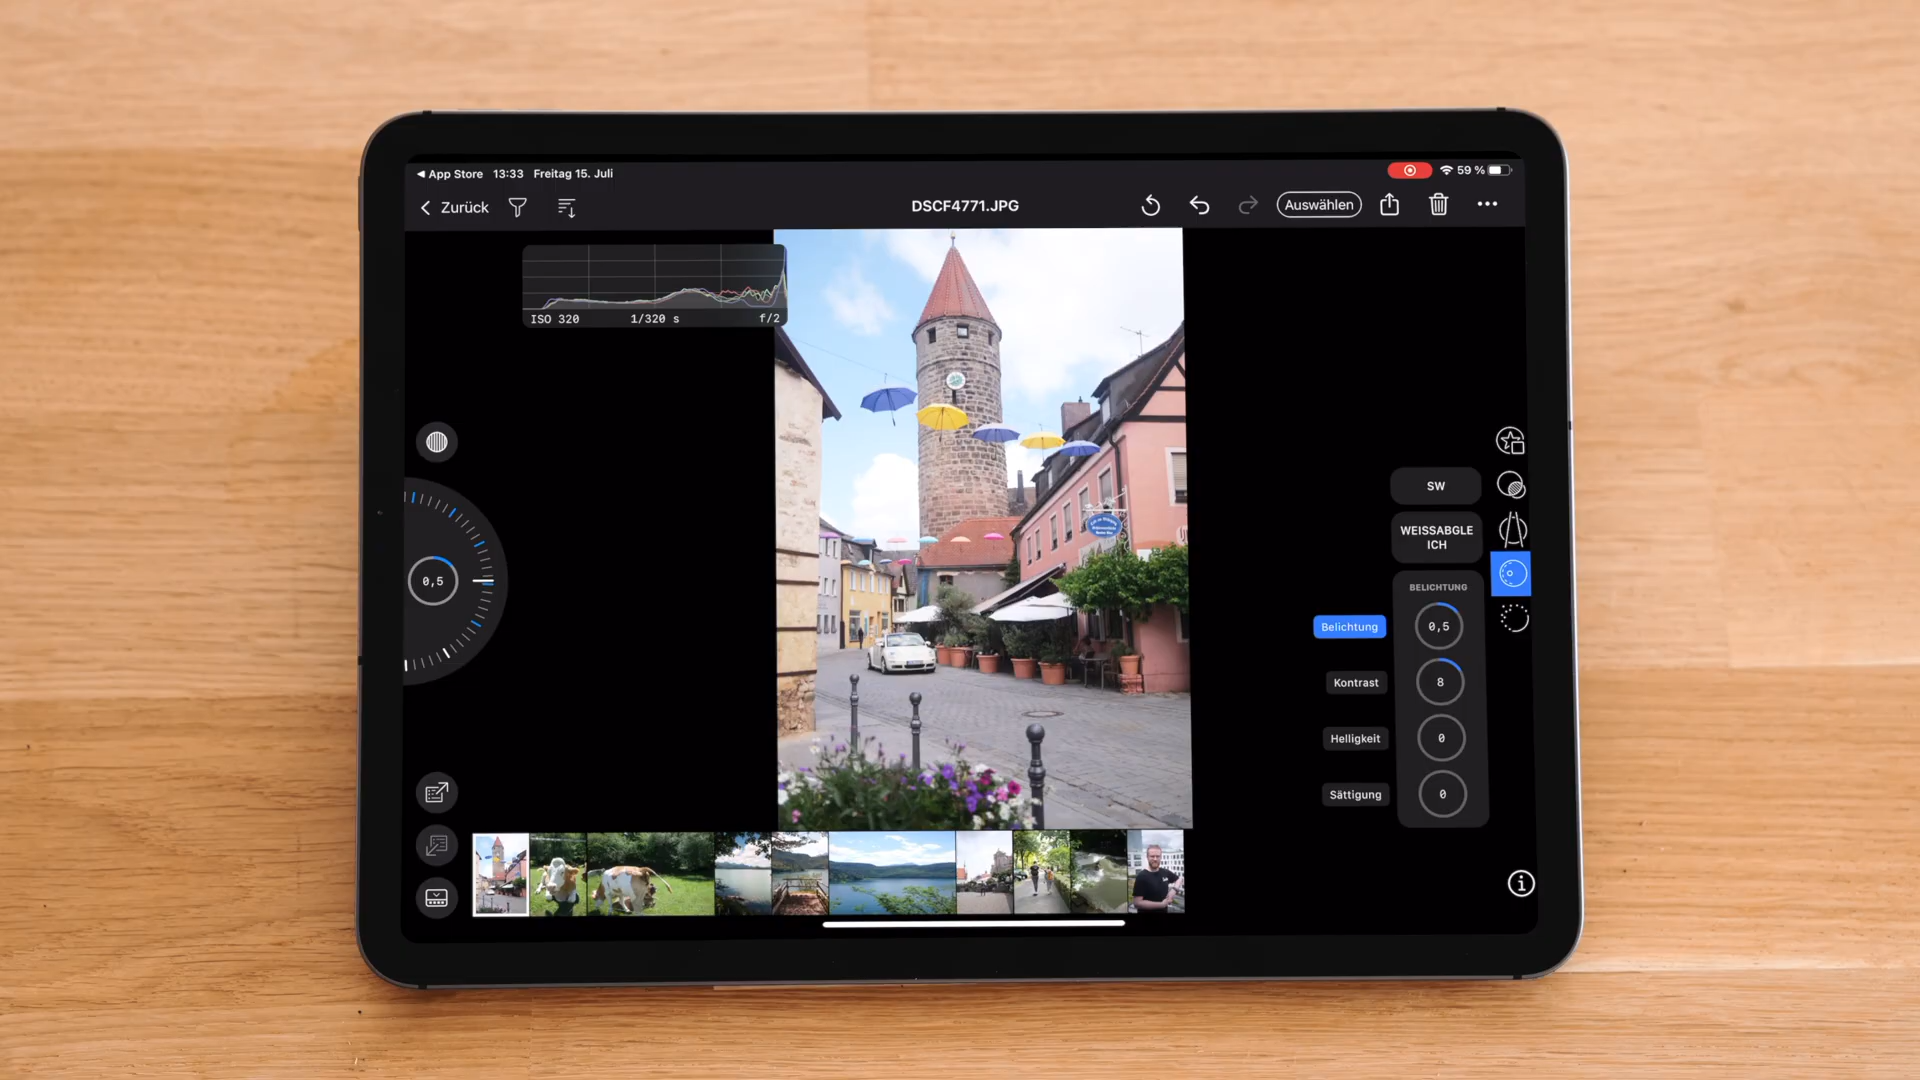 ◀ App Store 13:33 Freitag 15. Juli
59 %
Zurück
DSCF4771.JPG
Auswählen
ISO 320 1/320 s f/2
0,5
SW
WEISSABGLE
ICH
BELICHTUNG
Belichtung 0,5
Kontrast 8
Helligkeit 0
Sättigung 0